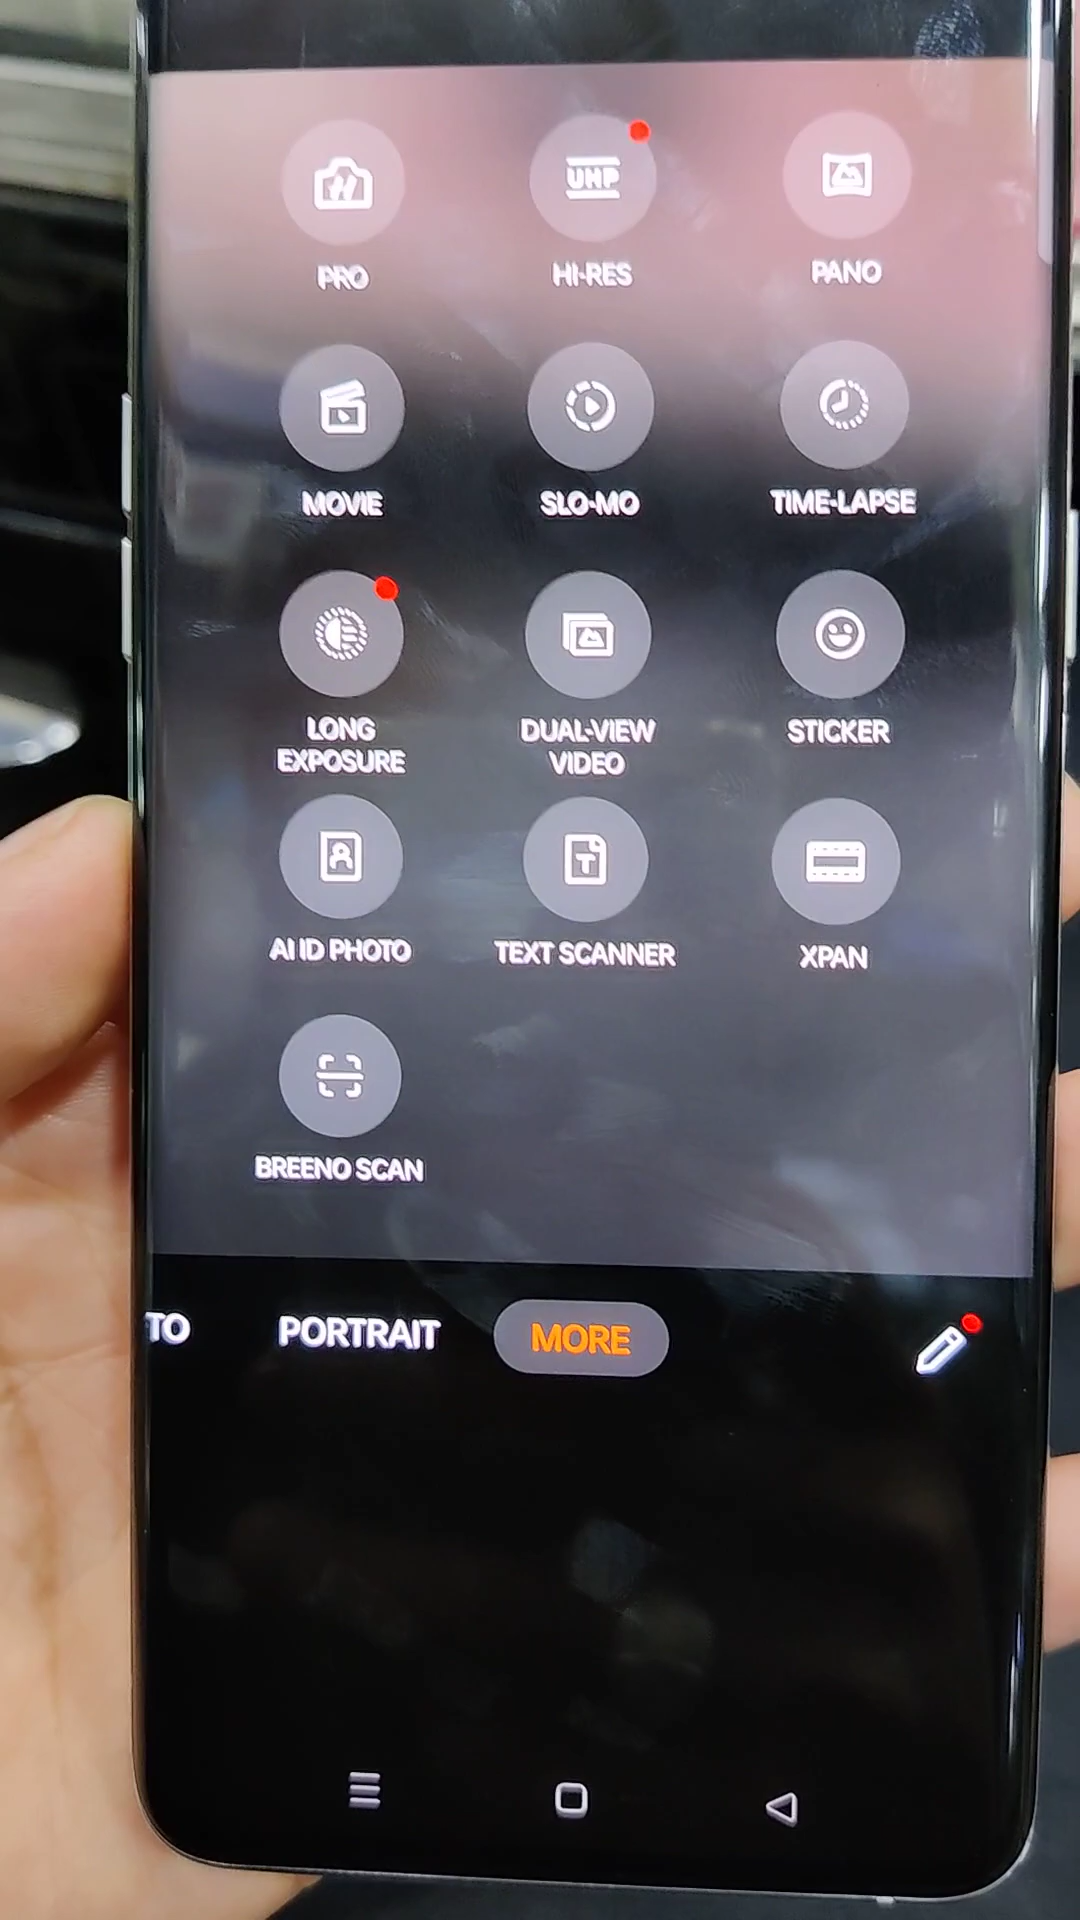 UHP
PRO
HI-RES
PANO
MOVIE
SLO-MO
TIME-LAPSE
LONG
EXPOSURE
DUAL-VIEW
VIDEO
STICKER
T
AI ID PHOTO
TEXT SCANNER
XPAN
BREENO SCAN
TO
PORTRAIT
MORE